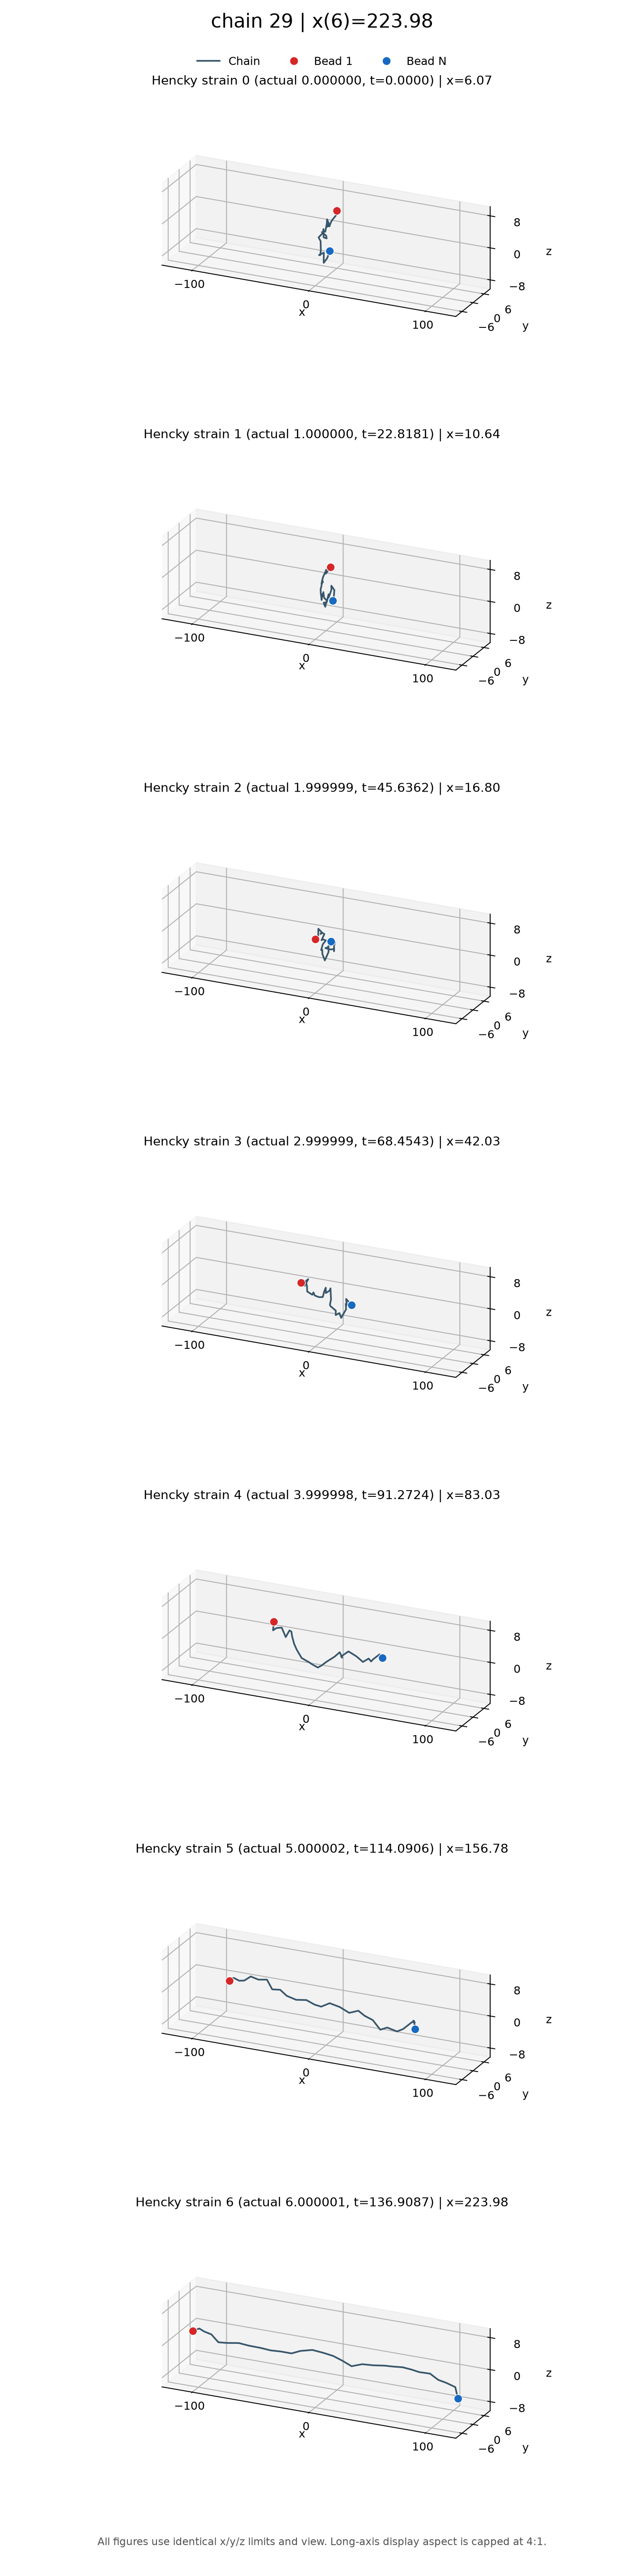 chain 29 | x(6)=223.98
Chain
Bead 1
Bead N
Hencky strain 0 (actual 0.000000, t=0.0000) | x=6.07
8
0
−8
z
−100
0
100
x
−6
0
6
y
Hencky strain 1 (actual 1.000000, t=22.8181) | x=10.64
8
0
−8
z
−100
0
100
x
−6
0
6
y
Hencky strain 2 (actual 1.999999, t=45.6362) | x=16.80
8
0
−8
z
−100
0
100
x
−6
0
6
y
Hencky strain 3 (actual 2.999999, t=68.4543) | x=42.03
8
0
−8
z
−100
0
100
x
−6
0
6
y
Hencky strain 4 (actual 3.999998, t=91.2724) | x=83.03
8
0
−8
z
−100
0
100
x
−6
0
6
y
Hencky strain 5 (actual 5.000002, t=114.0906) | x=156.78
8
0
−8
z
−100
0
100
x
−6
0
6
y
Hencky strain 6 (actual 6.000001, t=136.9087) | x=223.98
8
0
−8
z
−100
0
100
x
−6
0
6
y
All figures use identical x/y/z limits and view. Long-axis display aspect is capped at 4:1.